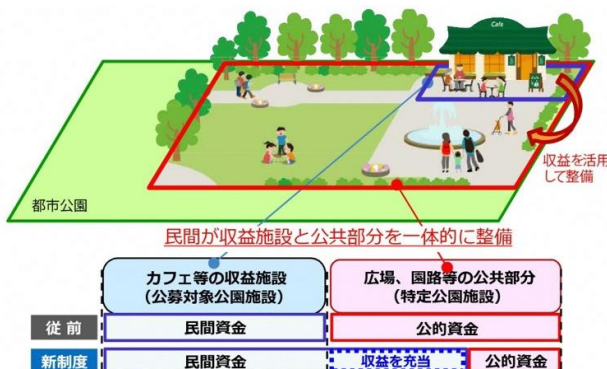 Cafe
収益を活用
して整備
都市公園
民間が収益施設と公共部分を一体的に整備
カフェ等の収益施設
（公募対象公園施設）
広場、園路等の公共部分
（特定公園施設）
従前
民間資金
公的資金
新制度
民間資金
収益を充当
公的資金